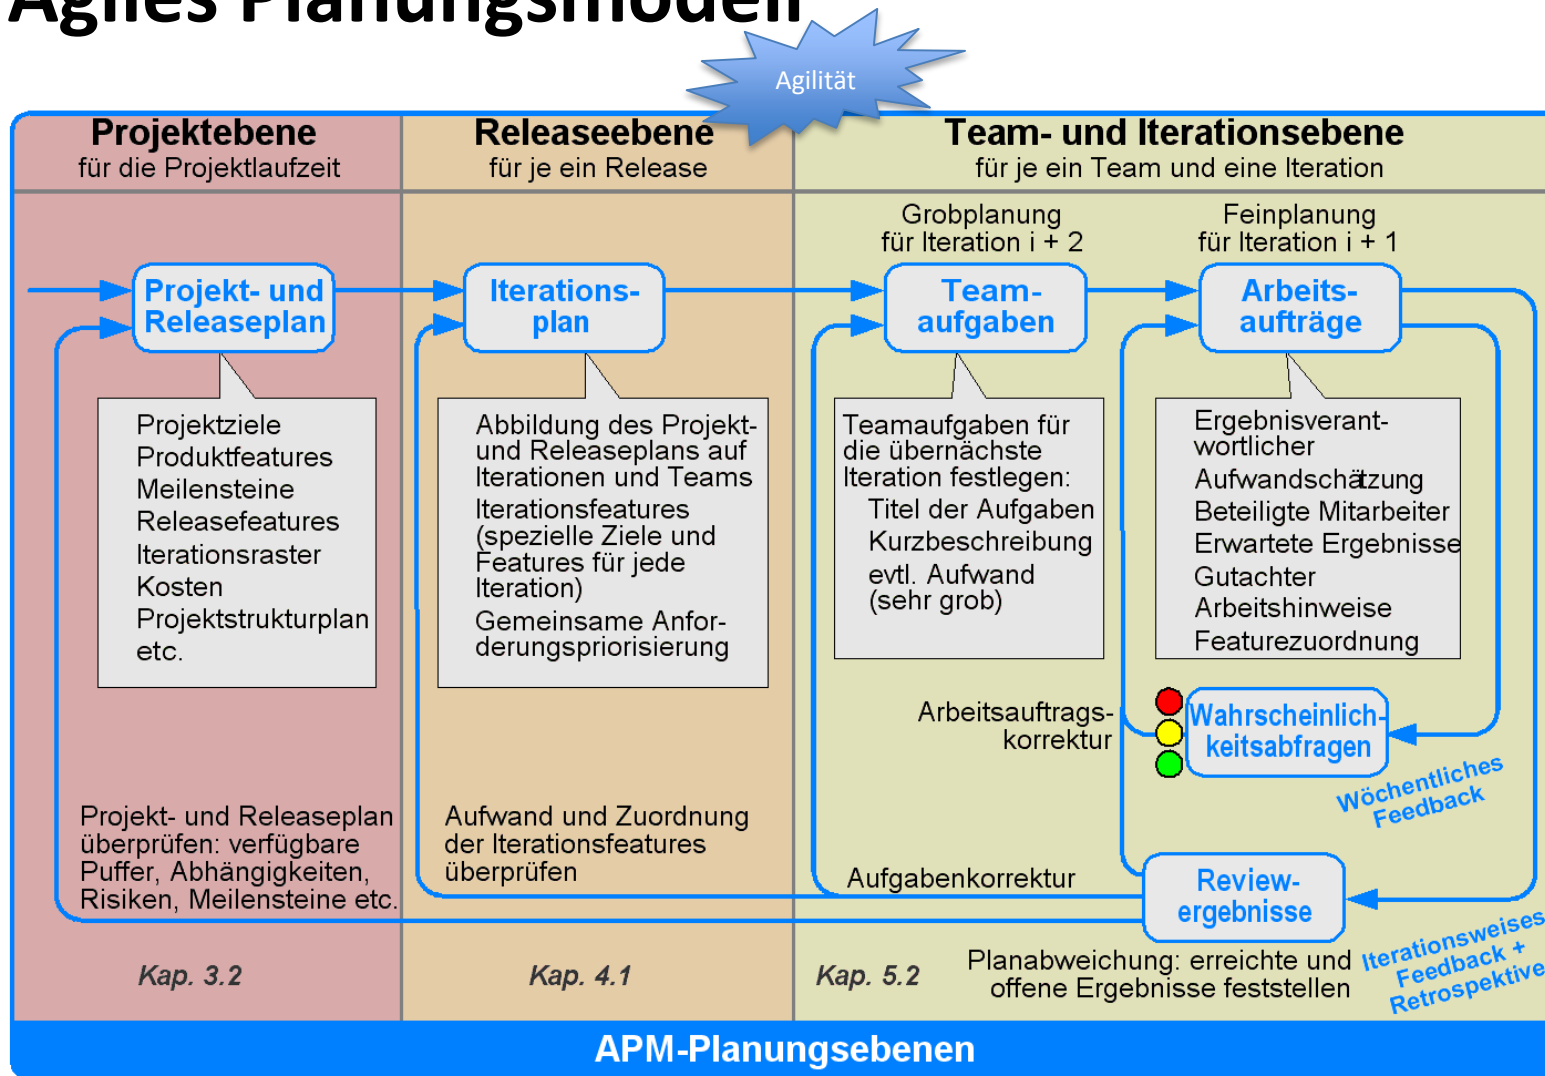 Agiles Planungsmodell
Agilität
Projektebene
für die Projektlaufzeit
Releaseebene
für je ein Release
Team- und Iterationsebene
für je ein Team und eine Iteration
Grobplanung
für Iteration i + 2
Feinplanung
für Iteration i + 1
Projekt- und
Releaseplan
Iterations-
plan
Team-
aufgaben
Arbeits-
aufträge
Projektziele
Produktfeatures
Meilensteine
Releasefeatures
Iterationsraster
Kosten
Projektstrukturplan
etc.
Abbildung des Projekt-
und Releaseplans auf
Iterationen und Teams
Iterationsfeatures
(spezielle Ziele und
Features für jede
Iteration)
Gemeinsame Anfor-
derungspriorisierung
Teamaufgaben für
die übernächste
Iteration festlegen:
Titel der Aufgaben
Kurzbeschreibung
evtl. Aufwand
(sehr grob)
Ergebnisverant-
wortlicher
Aufwandschätzung
Beteiligte Mitarbeiter
Erwartete Ergebnisse
Gutachter
Arbeitshinweise
Featurezuordnung
Arbeitsauftrags-
korrektur
Wahrscheinlich-
keitsabfragen
Wöchentliches
Feedback
Projekt- und Releaseplan
überprüfen: verfügbare
Puffer, Abhängigkeiten,
Risiken, Meilensteine etc.
Aufwand und Zuordnung
der Iterationsfeatures
überprüfen
Aufgabenkorrektur
Review-
ergebnisse
Iterationsweises
Feedback +
Retrospektive
Kap. 3.2
Kap. 4.1
Kap. 5.2
Planabweichung: erreichte und
offene Ergebnisse feststellen
APM-Planungsebenen